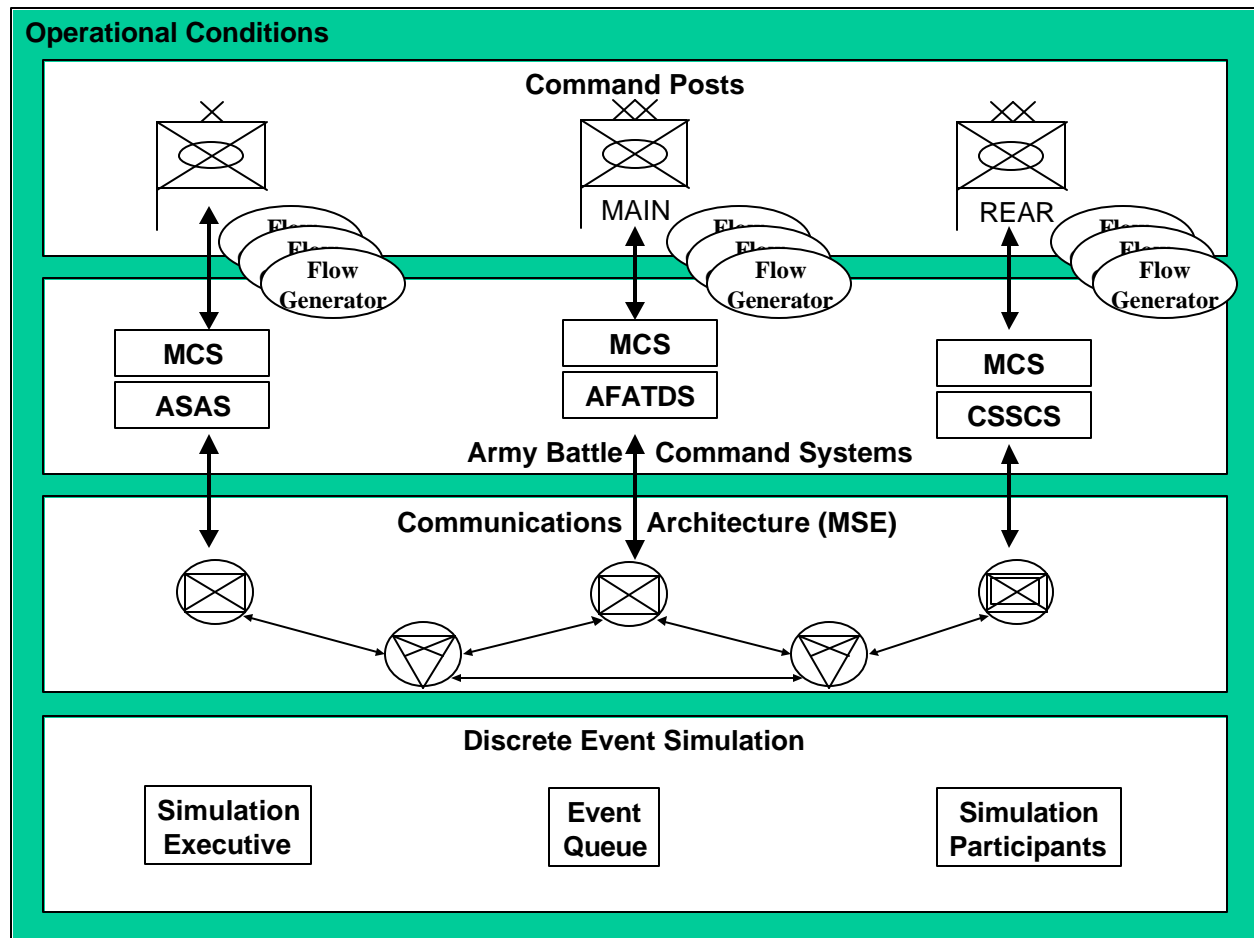 Operational Conditions
Command Posts
MAIN
REAR
Flow
Generator
Flow
Generator
Flow
Generator
MCS
ASAS
MCS
AFATDS
MCS
CSSCS
Army Battle Command Systems
Communications Architecture (MSE)
Discrete Event Simulation
Simulation
Executive
Event
Queue
Simulation
Participants